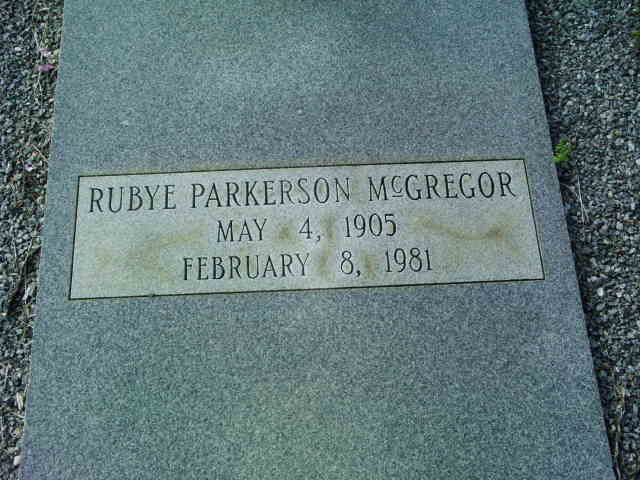 RUBYE PARKERSON McGREGOR
MAY 4, 1905
FEBRUARY 8, 1981